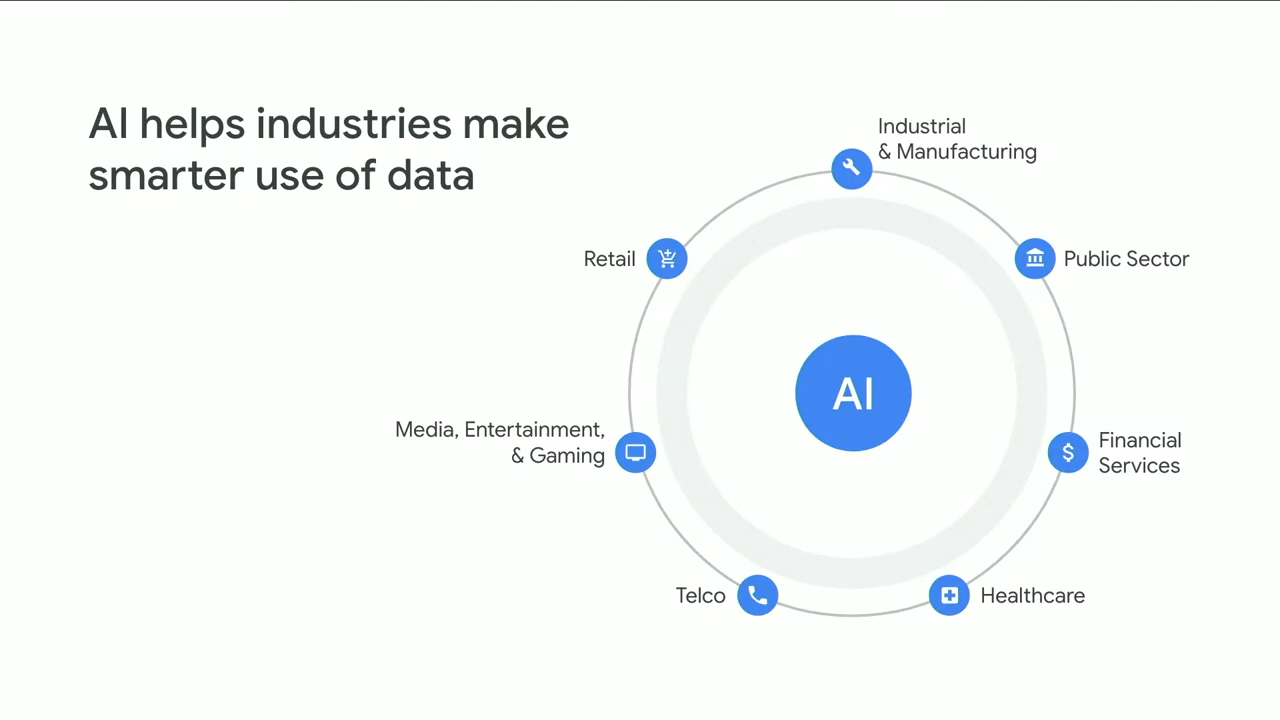 AI helps industries make
smarter use of data
Industrial
& Manufacturing
Retail
Public Sector
AI
Media, Entertainment,
& Gaming
$
Financial
Services
Telco
Healthcare